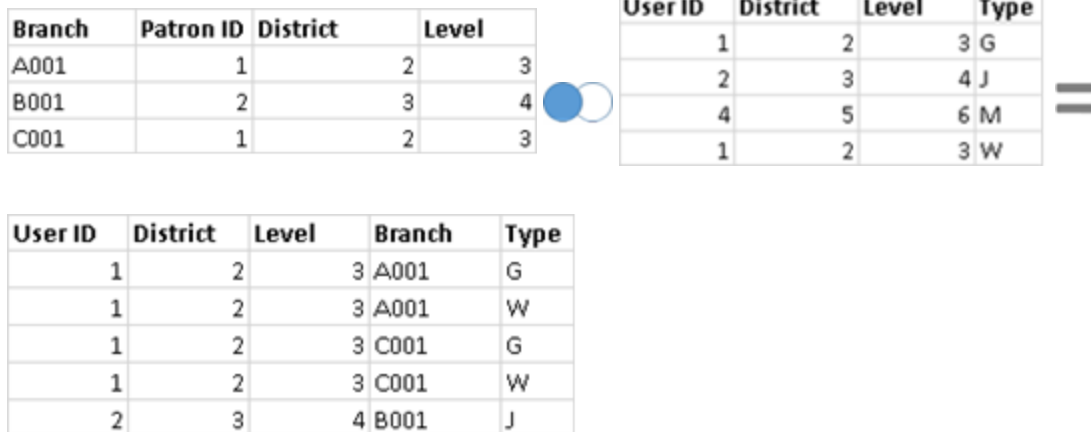 Branch Patron ID District Level
A001 1 2 3
B001 2 3 4
C001 1 2 3
User ID District Level Type
1 2 3 G
2 3 4 J
4 5 6 M
1 2 3 W
=
User ID District Level Branch Type
1 2 3 A001 G
1 2 3 A001 W
1 2 3 C001 G
1 2 3 C001 W
2 3 4 B001 J